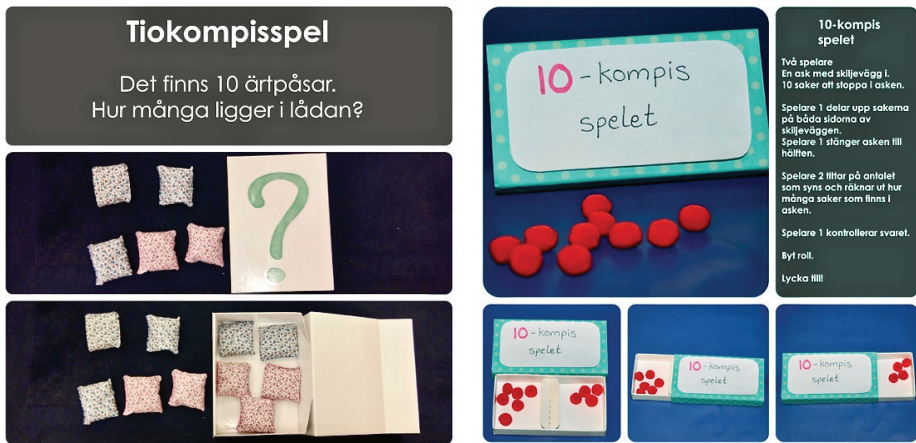 Tiokompisspel
Det finns 10 ärtpåsar.
Hur många ligger i lådan?
?
10-kompis
spelet
10-kompis
spelet
Två spelare
En ask med skiljevägg i.
10 saker att stoppa i asken.
Spelare 1 delar upp sakerna
på båda sidorna av
skiljeväggen.
Spelare 1 stänger asken till
hälften.
Spelare 2 tittar på antalet
som syns och räknar ut hur
många saker som finns i
asken.
Spelare 1 kontrollerar svaret.
Byt roll.
Lycka till!
10-kompis
spelet
10-kompis
spelet
10-kompis
spelet